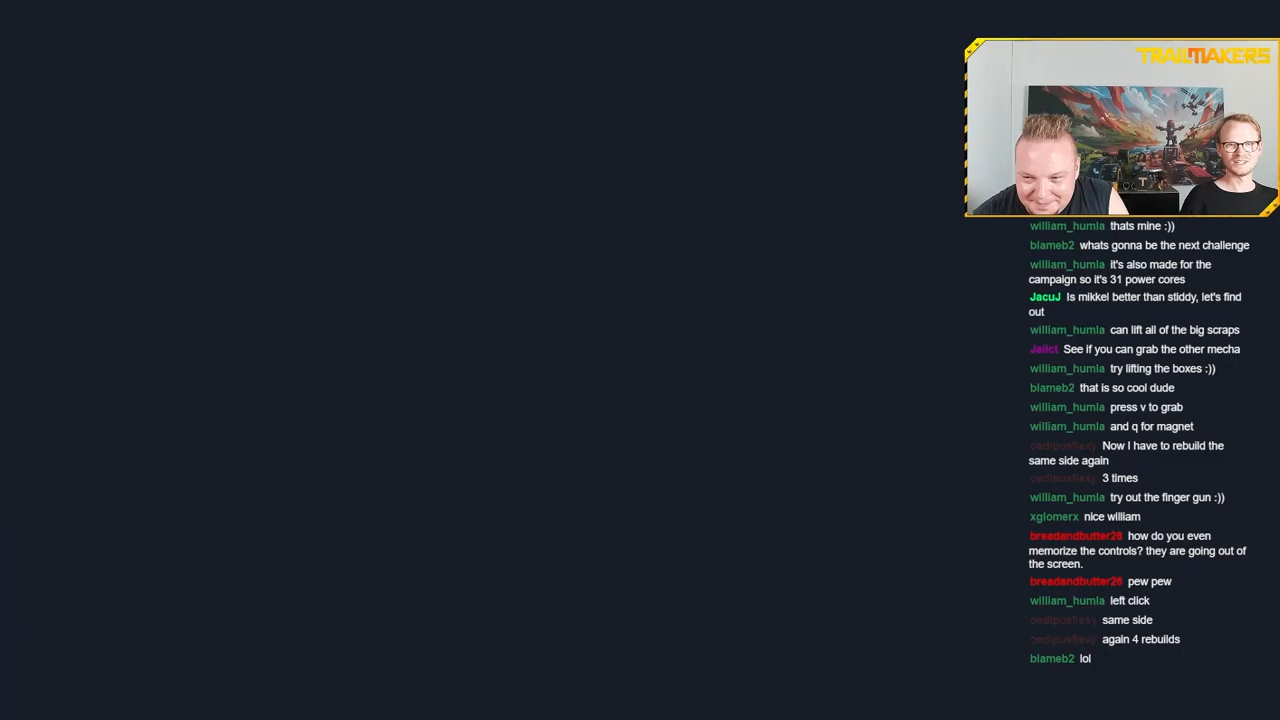 TRAILMAKERS
william_humla thats mine :))
blameb2 whats gonna be the next challenge
william_humla it's also made for the
campaign so it's 31 power cores
JacuJ Is mikkel better than stiddy, let's find
out
william_humla can lift all of the big scraps
Jalict See if you can grab the other mecha
william_humla try lifting the boxes :))
blameb2 that is so cool dude
william_humla press v to grab
william_humla and q for magnet
oedipusflexy Now I have to rebuild the
same side again
oedipusflexy 3 times
william_humla try out the finger gun :))
xglomerx nice william
breadandbutter26 how do you even
memorize the controls? they are going out of
the screen.
breadandbutter26 pew pew
william_humla left click
oedipusflexy same side
oedipusflexy again 4 rebuilds
blameb2 lol